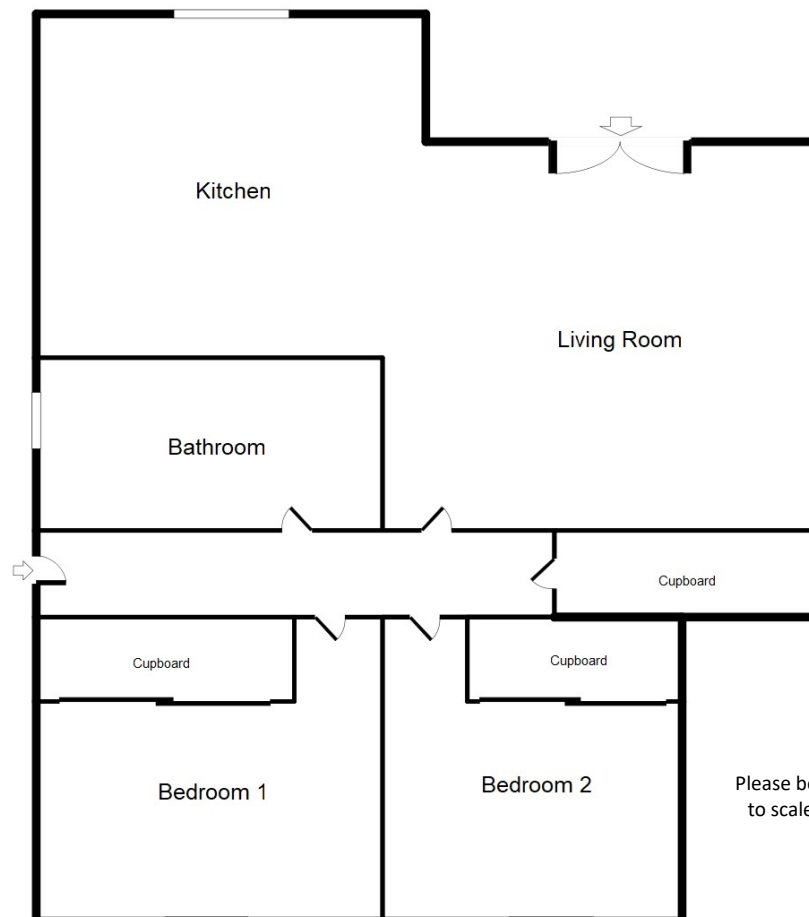 Kitchen
Living Room
Bathroom
Cupboard
Cupboard
Cupboard
Bedroom 1
Bedroom 2
Please be
to scale